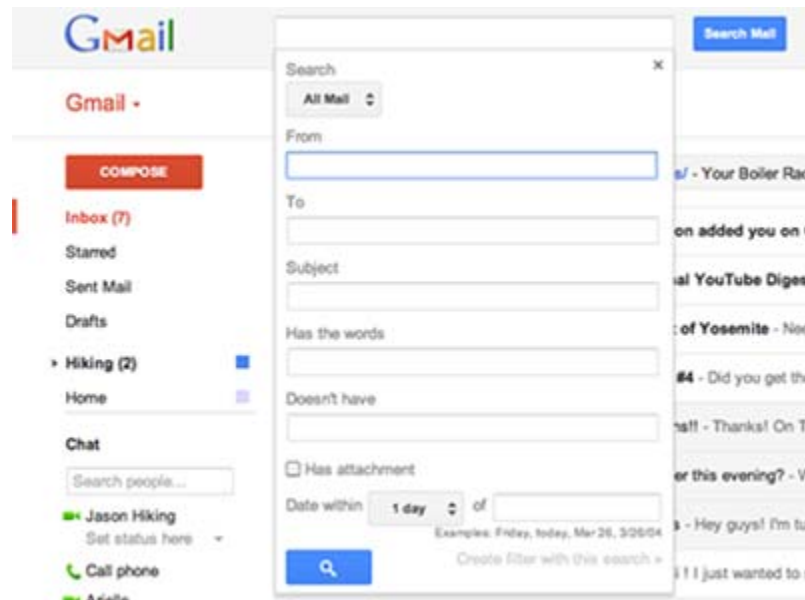 Gmail
Search Mail
Search
All Mail
Gmail
From
COMPOSE
/ - Your Boiler Ra
Inbox (7)
To
on added you on
Starred
Subject
al YouTube Diges
Sent Mail
Drafts
Has the words
of Yosemite - Nee
Hiking (2)
#4 - Did you get th
Home
Doesn't have
Chat
ns!! - Thanks! On T
Search people...
Has attachment
er this evening? - V
Jason Hiking
Date within 1 day of
Set status here
Examples: Friday, today, Mar 26, 3/26/04
s - Hey guys! I'm tu
Call phone
Create filter with this search »
! I just wanted to
Arielle